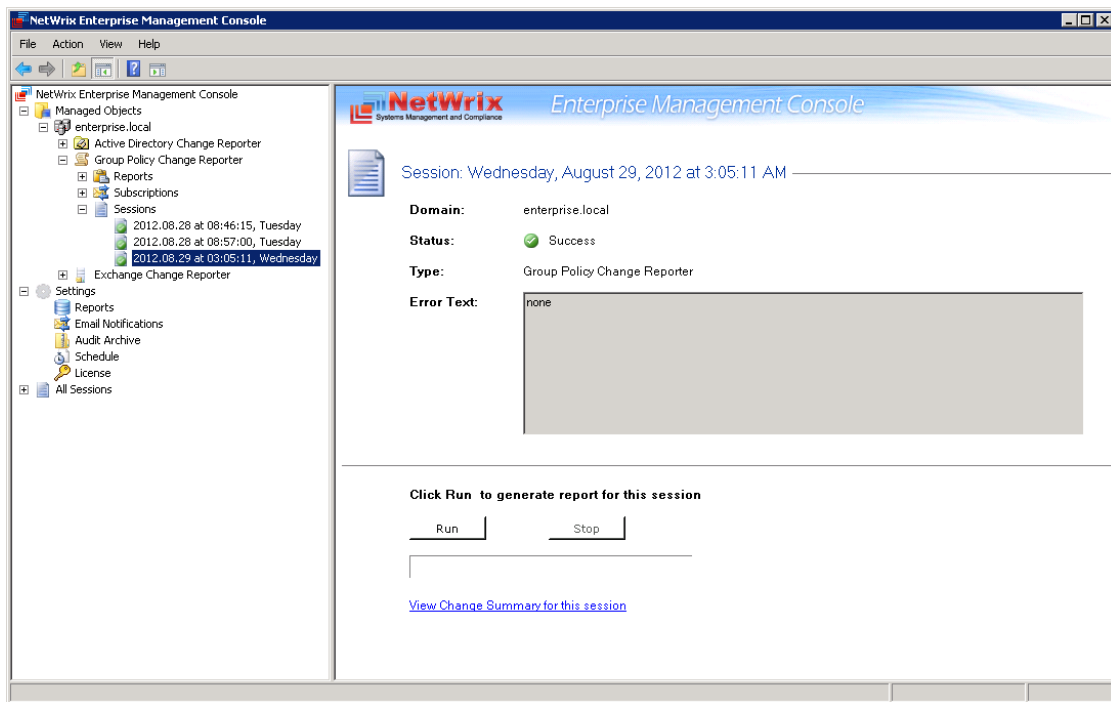 NetWrix Enterprise Management Console
File Action View Help
NetWrix Enterprise Management Console
Managed Objects
enterprise.local
Active Directory Change Reporter
Group Policy Change Reporter
Reports
Subscriptions
Sessions
2012.08.28 at 08:46:15, Tuesday
2012.08.28 at 08:57:00, Tuesday
2012.08.29 at 03:05:11, Wednesday
Exchange Change Reporter
Settings
Reports
Email Notifications
Audit Archive
Schedule
License
All Sessions
NetWrix Enterprise Management Console
Systems Management and Compliance
Session: Wednesday, August 29, 2012 at 3:05:11 AM
Domain: enterprise.local
Status: Success
Type: Group Policy Change Reporter
Error Text: none
Click Run to generate report for this session
Run Stop
View Change Summary for this session